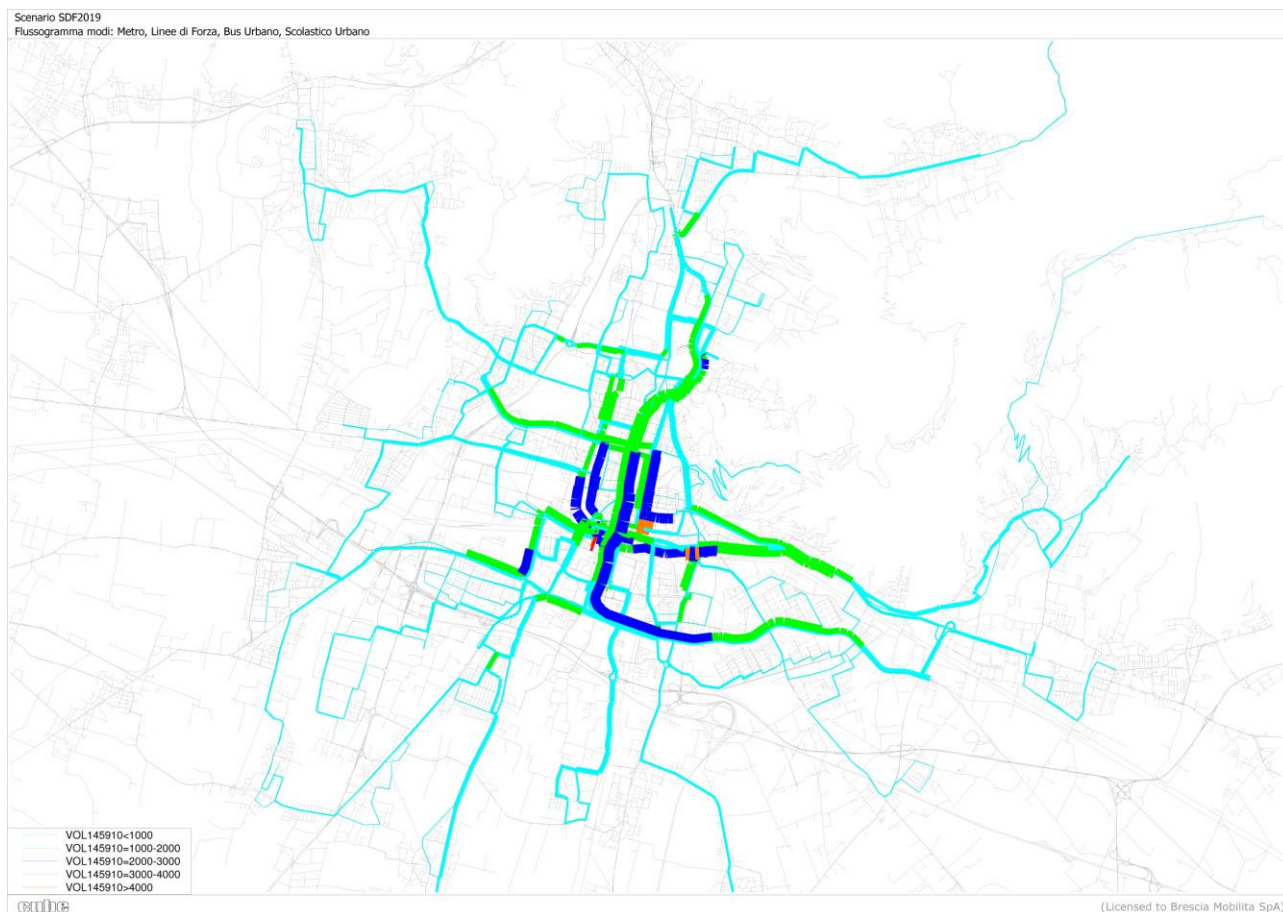 Scenario SDF2019
Flussogramma modi: Metro, Linee di Forza, Bus Urbano, Scolastico Urbano
VOL145910<1000
VOL145910=1000-2000
VOL145910=2000-3000
VOL145910=3000-4000
VOL145910>4000
(Licensed to Brescia Mobilita SpA)